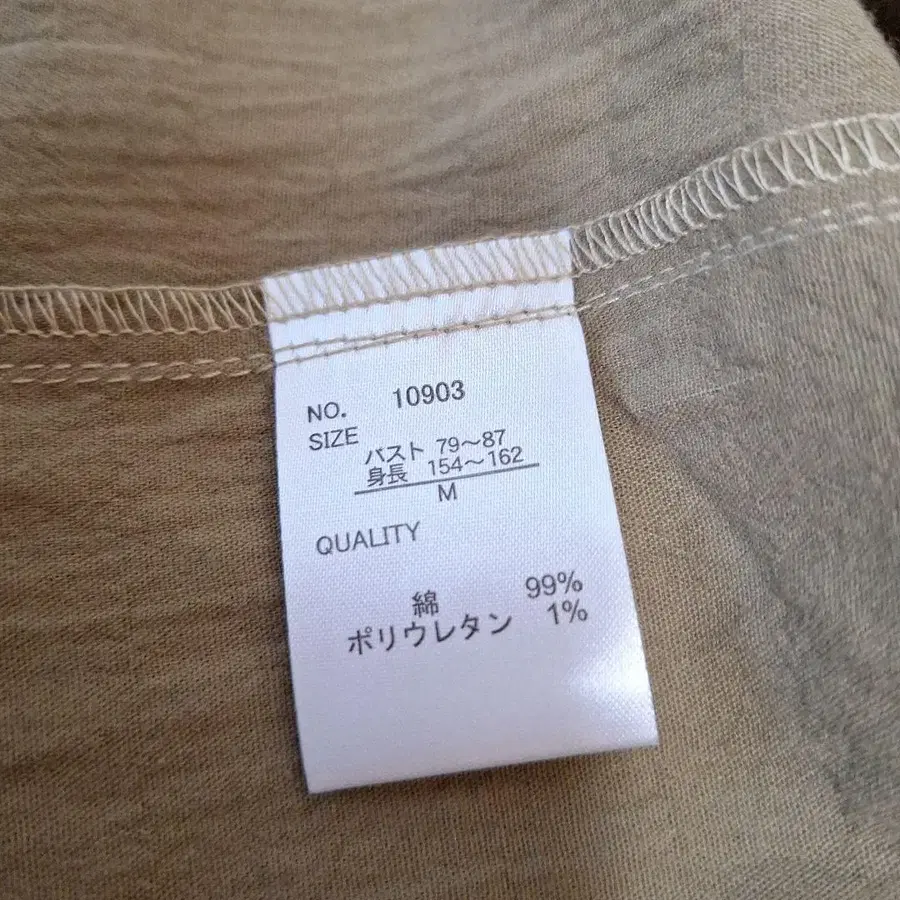 NO. 10903
SIZE
バスト 79～87
身長 154～162
M
QUALITY
綿 99%
ポリウレタン 1%